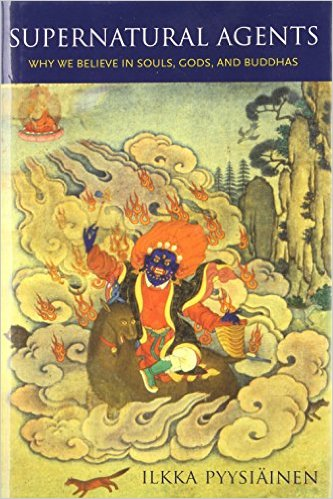 SUPERNATURAL AGENTS
WHY WE BELIEVE IN SOULS, GODS, AND BUDDHAS
ILKKA PYYSIÄINEN